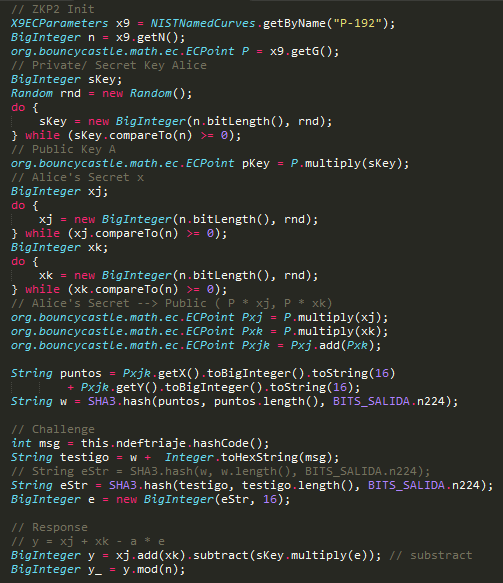 // ZKP2 Init
X9ECParameters x9 = NISTNamedCurves.getByName("P-192");
BigInteger n = x9.getN();
org.bouncycastle.math.ec.ECPoint P = x9.getG();
// Private/ Secret Key Alice
BigInteger sKey;
Random rnd = new Random();
do {
    sKey = new BigInteger(n.bitLength(), rnd);
} while (sKey.compareTo(n) >= 0);
// Public Key A
org.bouncycastle.math.ec.ECPoint pKey = P.multiply(sKey);
// Alice's Secret x
BigInteger xj;
do {
    xj = new BigInteger(n.bitLength(), rnd);
} while (xj.compareTo(n) >= 0);
BigInteger xk;
do {
    xk = new BigInteger(n.bitLength(), rnd);
} while (xk.compareTo(n) >= 0);
// Alice's Secret --> Public ( P * xj, P * xk)
org.bouncycastle.math.ec.ECPoint Pxj = P.multiply(xj);
org.bouncycastle.math.ec.ECPoint Pxk = P.multiply(xk);
org.bouncycastle.math.ec.ECPoint Pxjk = Pxj.add(Pxk);

String puntos = Pxjk.getX().toBigInteger().toString(16)
        + Pxjk.getY().toBigInteger().toString(16);
String w = SHA3.hash(puntos, puntos.length(), BITS_SALIDA.n224);

// Challenge
int msg = this.ndefTriaje.hashCode();
String testigo = w +  Integer.toHexString(msg);
// String eStr = SHA3.hash(w, w.length(), BITS_SALIDA.n224);
String eStr = SHA3.hash(testigo, testigo.length(), BITS_SALIDA.n224);
BigInteger e = new BigInteger(eStr, 16);

// Response
// y = xj + xk - a * e
BigInteger y = xj.add(xk).subtract(sKey.multiply(e)); // substract
BigInteger y_ = y.mod(n);